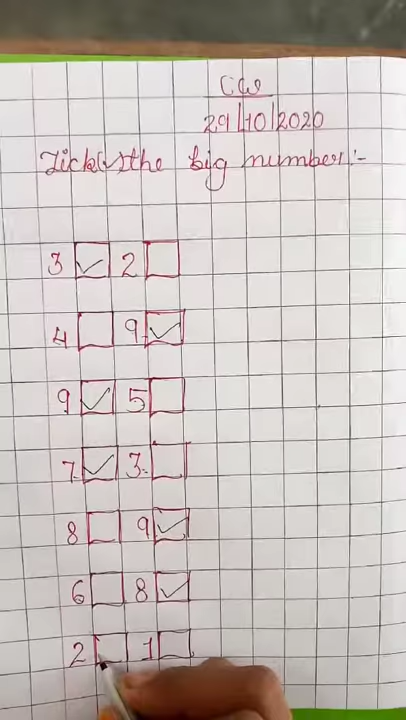 CW
29/10/2020
Tick(✓)the big number:-
3 ✓ 2
4 9 ✓
9 ✓ 5
7 ✓ 3
8 9 ✓
6 8 ✓
2 1